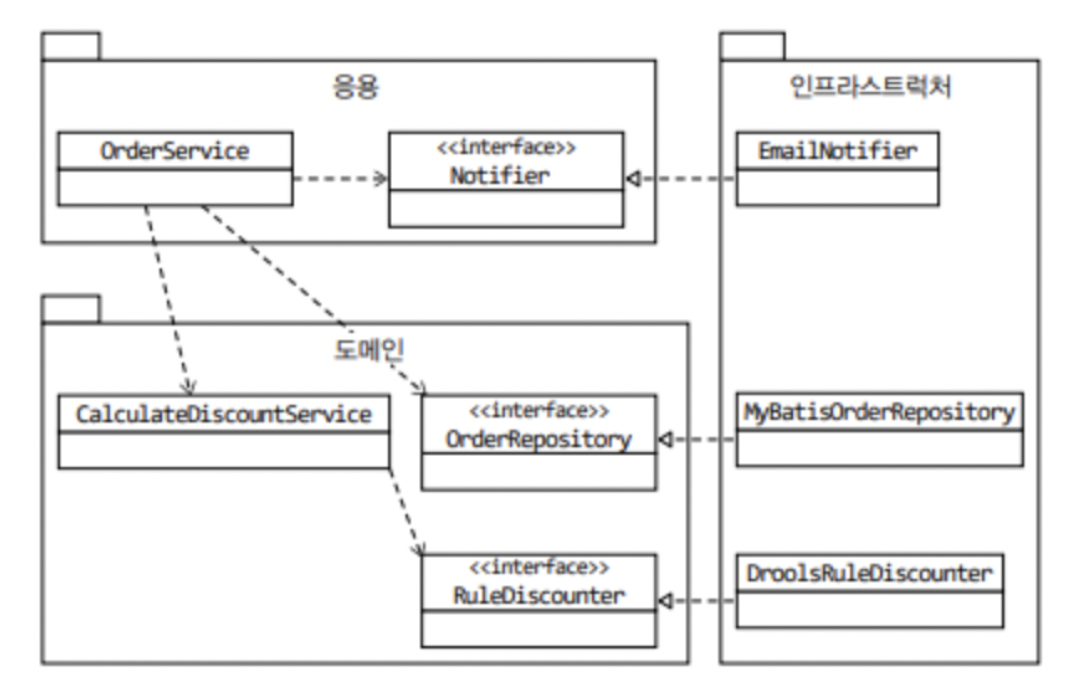 응용
OrderService
<<interface>>
Notifier
인프라스트럭처
EmailNotifier
도메인
CalculateDiscountService
<<interface>>
OrderRepository
MyBatisOrderRepository
<<interface>>
RuleDiscounter
DroolsRuleDiscounter